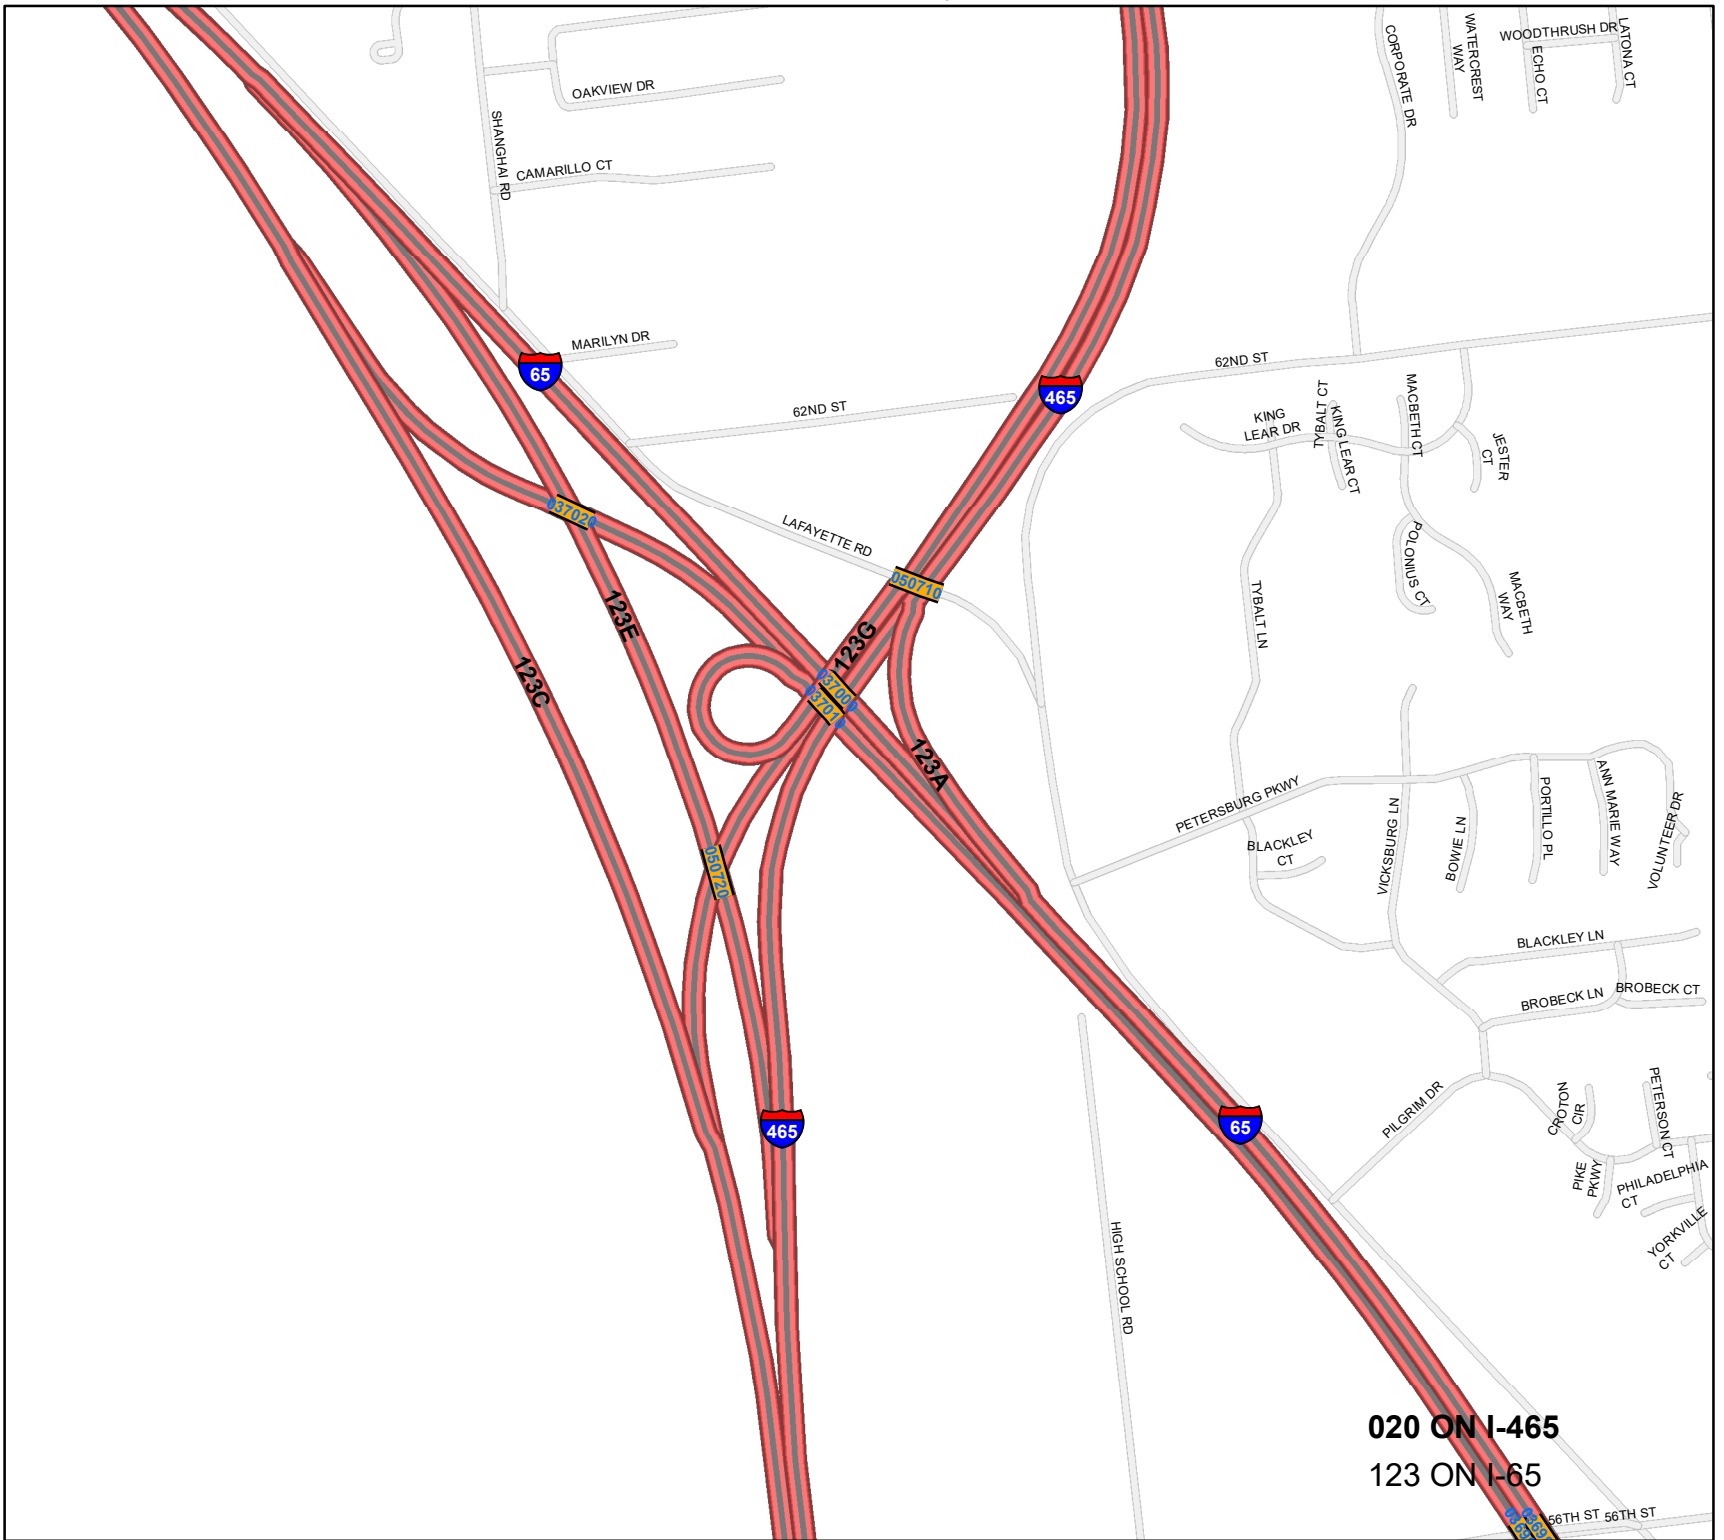 WOODTHRUSH DR
LATONA CT
WATERCREST
WAY
ECHO CT
CORPORATE DR
OAKVIEW DR
SHANGHAI RD
CAMARILLO CT
MARILYN DR
65
62ND ST
465
62ND ST
KING
LEAR DR
TYBALT CT
KING LEAR CT
MACBETH CT
JESTER
CT
037020
LAFAYETTE RD
050710
POLONIUS CT
MACBETH
WAY
TYBALT LN
123E
123G
123C
037000
037010
123A
PETERSBURG PKWY
VICKSBURG LN
BOWIE LN
PORTILLO PL
ANN MARIE WAY
VOLUNTEER DR
BLACKLEY
CT
050720
BLACKLEY LN
BROBECK LN
BROBECK CT
465
65
PILGRIM DR
CROTON
CIR
PETERSON CT
PIKE
PKWY
PHILADELPHIA
CT
YORKVILLE
CT
HIGH SCHOOL RD
020 ON I-465
123 ON I-65
56TH ST
56TH ST